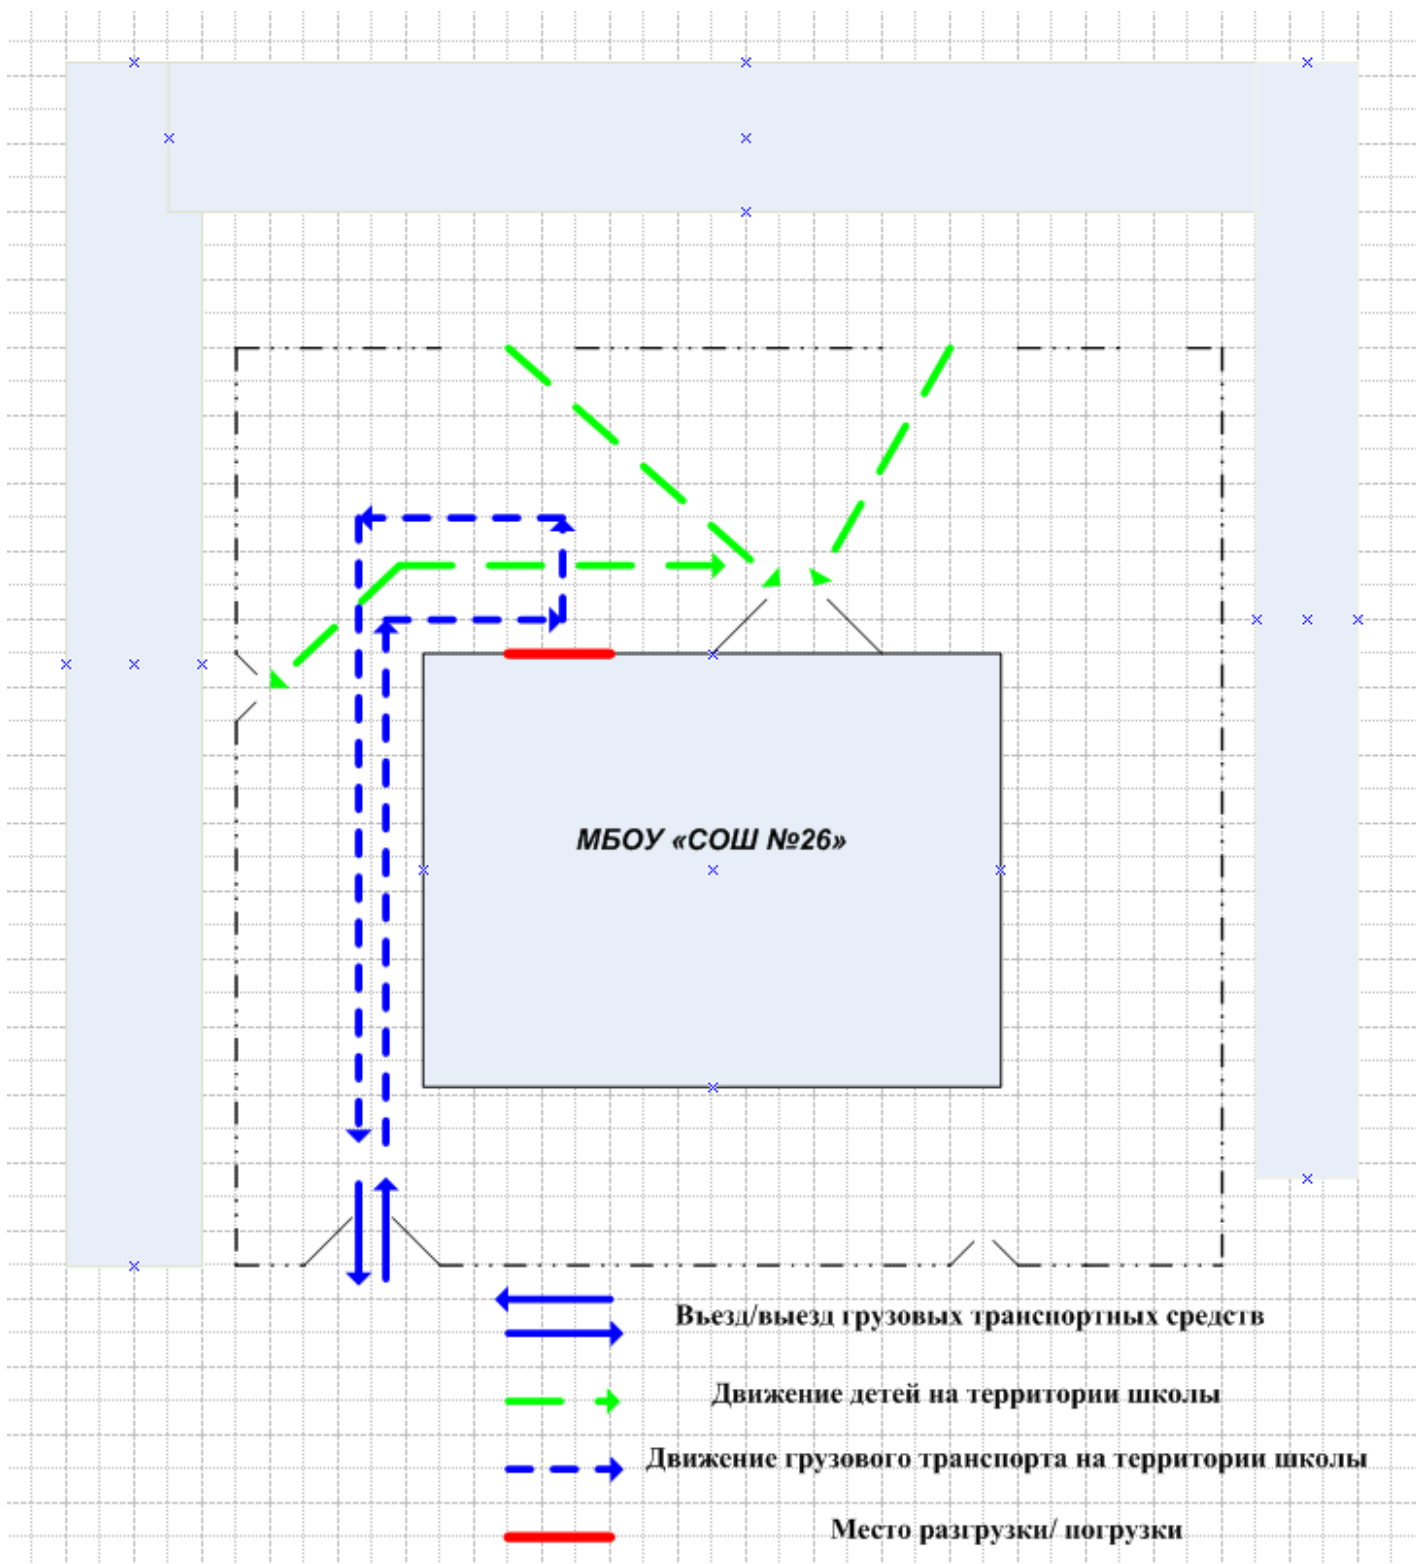 МБОУ «СОШ №26»
Въезд/выезд грузовых транспортных средств
Движение детей на территории школы
Движение грузового транспорта на территории школы
Место разгрузки/ погрузки